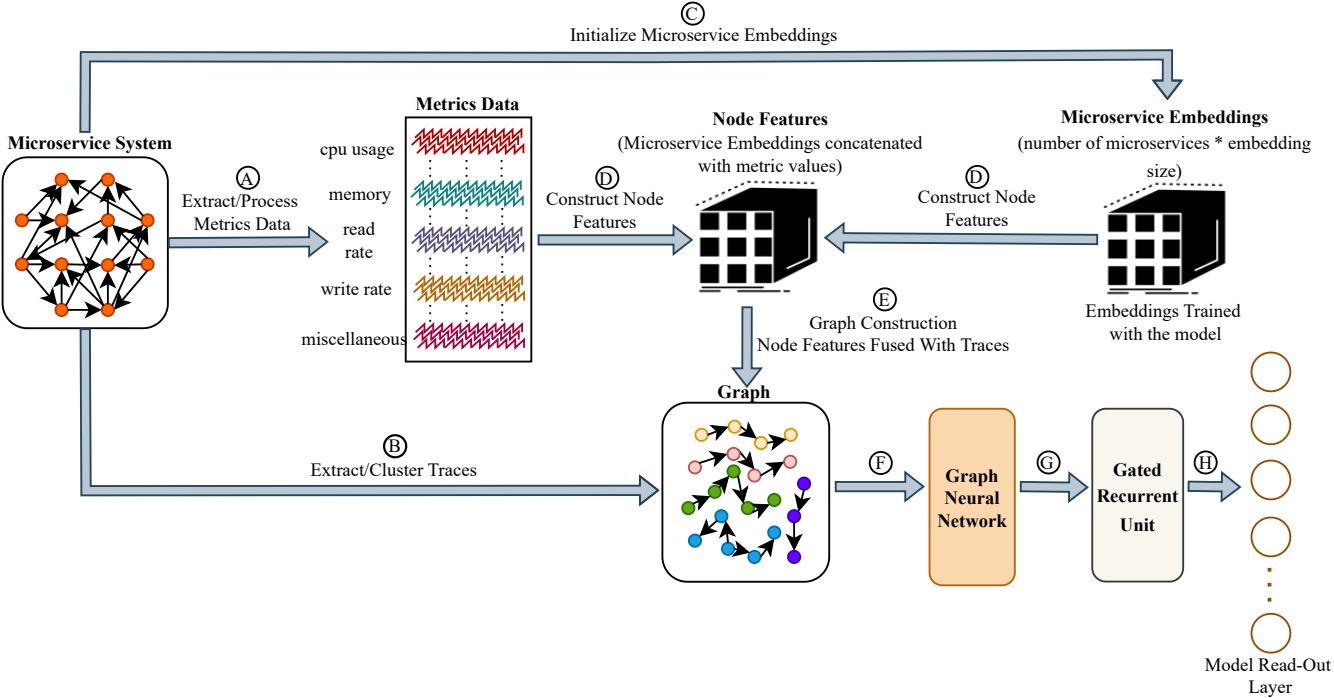 C
Initialize Microservice Embeddings
Microservice System
Metrics Data
cpu usage
memory
read
rate
write rate
miscellaneous
A
Extract/Process
Metrics Data
D
Construct Node
Features
Node Features
(Microservice Embeddings concatenated
with metric values)
D
Construct Node
Features
Microservice Embeddings
(number of microservices * embedding
size)
Embeddings Trained
with the model
E
Graph Construction
Node Features Fused With Traces
Graph
B
Extract/Cluster Traces
F
Graph
Neural
Network
G
Gated
Recurrent
Unit
H
Model Read-Out
Layer